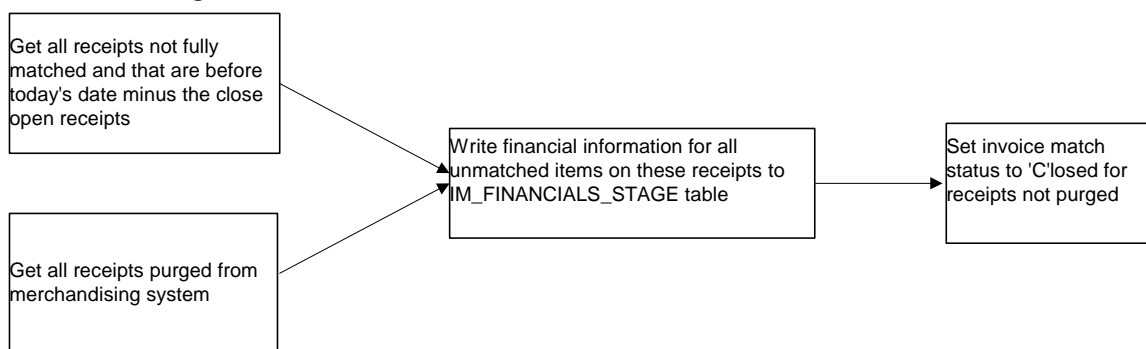 Get all receipts not fully
matched and that are before
today's date minus the close
open receipts
Get all receipts purged from
merchandising system
Write financial information for all
unmatched items on these receipts to
IM_FINANCIALS_STAGE table
Set invoice match
status to 'C'losed for
receipts not purged